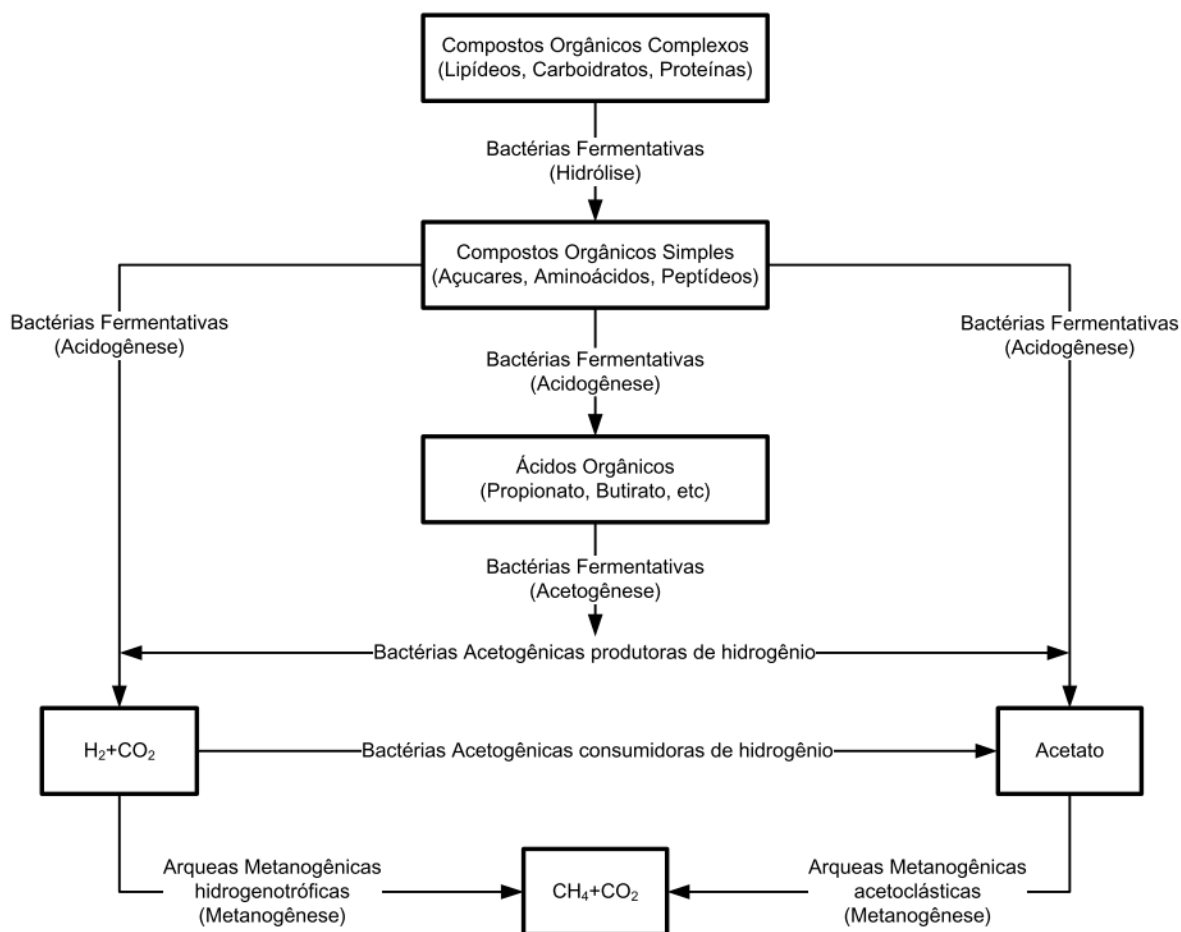 Compostos Orgânicos Complexos
(Lipídeos, Carboidratos, Proteínas)
Bactérias Fermentativas
(Hidrólise)
Compostos Orgânicos Simples
(Açucares, Aminoácidos, Peptídeos)
Bactérias Fermentativas
(Acidogênese)
Bactérias Fermentativas
(Acidogênese)
Bactérias Fermentativas
(Acidogênese)
Ácidos Orgânicos
(Propionato, Butirato, etc)
Bactérias Fermentativas
(Acetogênese)
Bactérias Acetogênicas produtoras de hidrogênio
H₂+CO₂
Bactérias Acetogênicas consumidoras de hidrogênio
Acetato
Arqueas Metanogênicas
hidrogenotróficas
(Metanogênese)
CH₄+CO₂
Arqueas Metanogênicas
acetoclásticas
(Metanogênese)